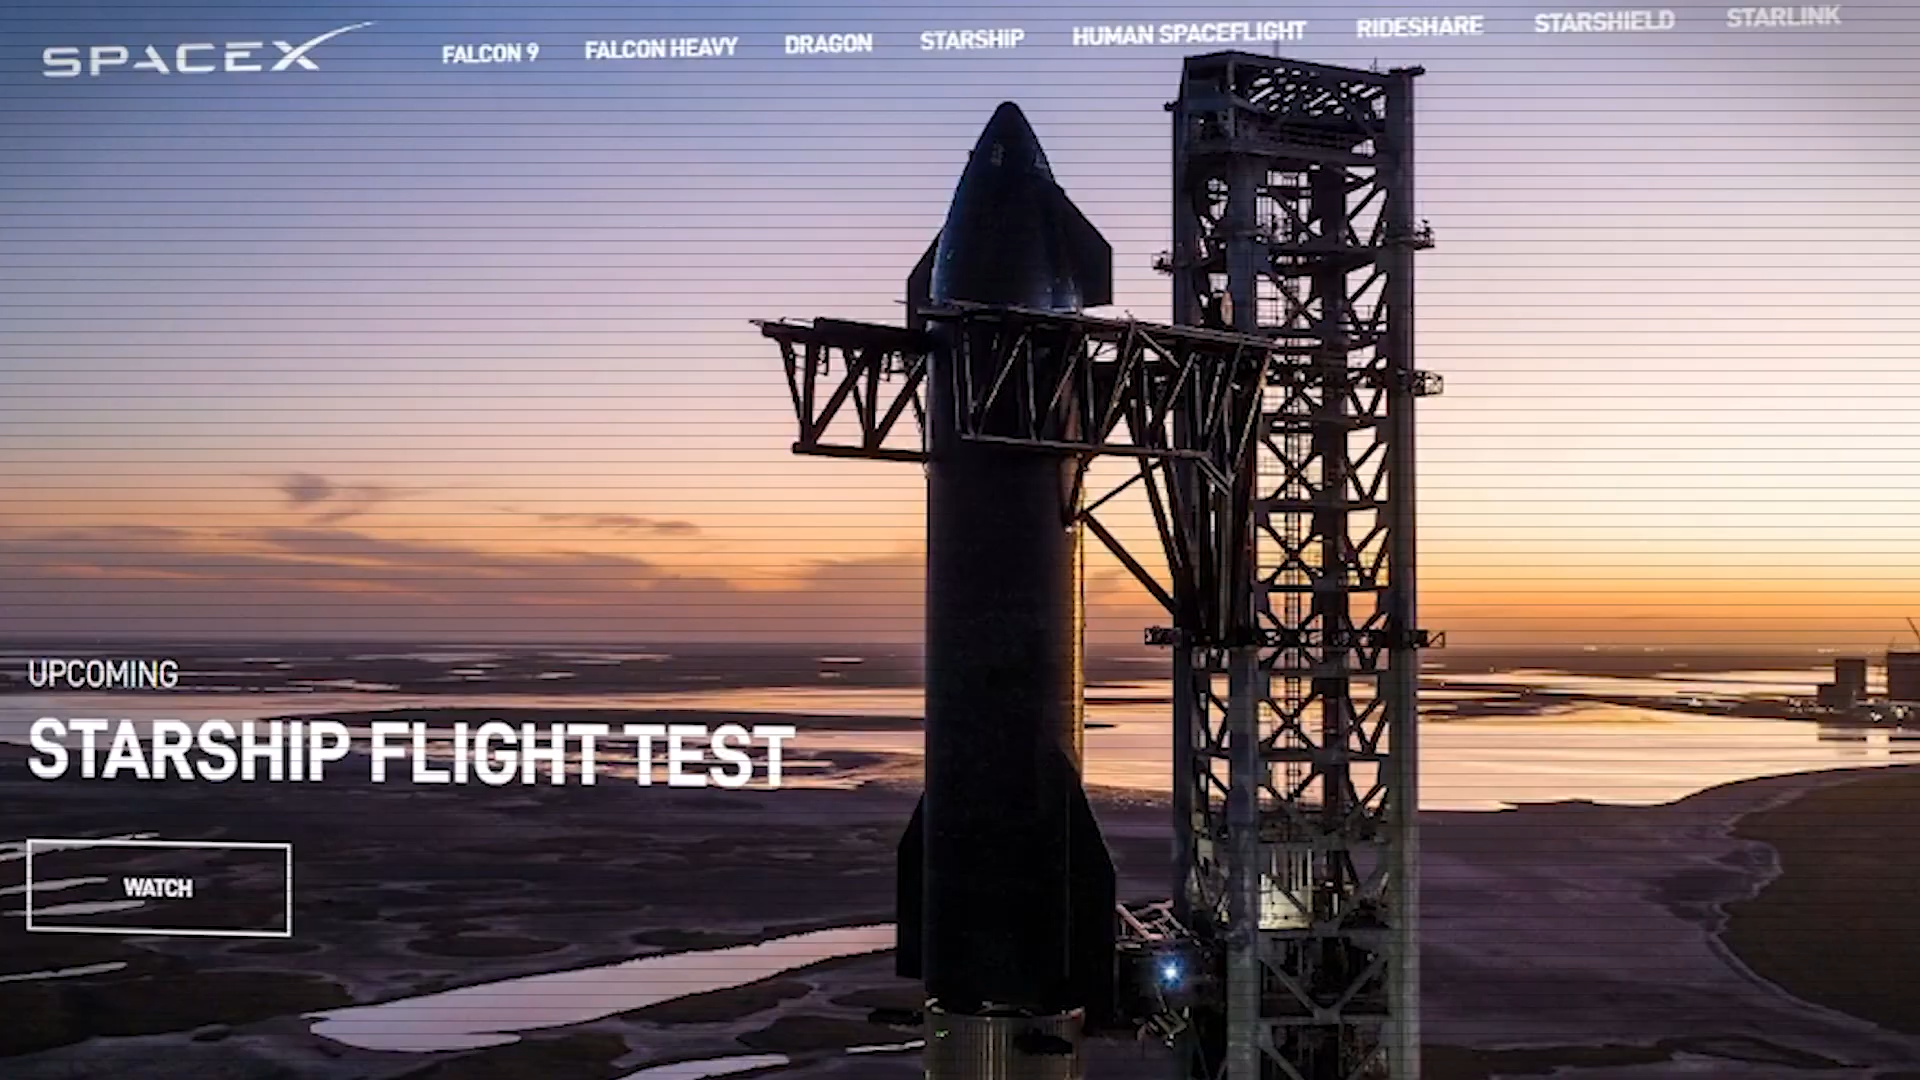 SPACEX
FALCON 9 FALCON HEAVY DRAGON STARSHIP HUMAN SPACEFLIGHT RIDESHARE STARSHIELD STARLINK
UPCOMING
STARSHIP FLIGHT TEST
WATCH